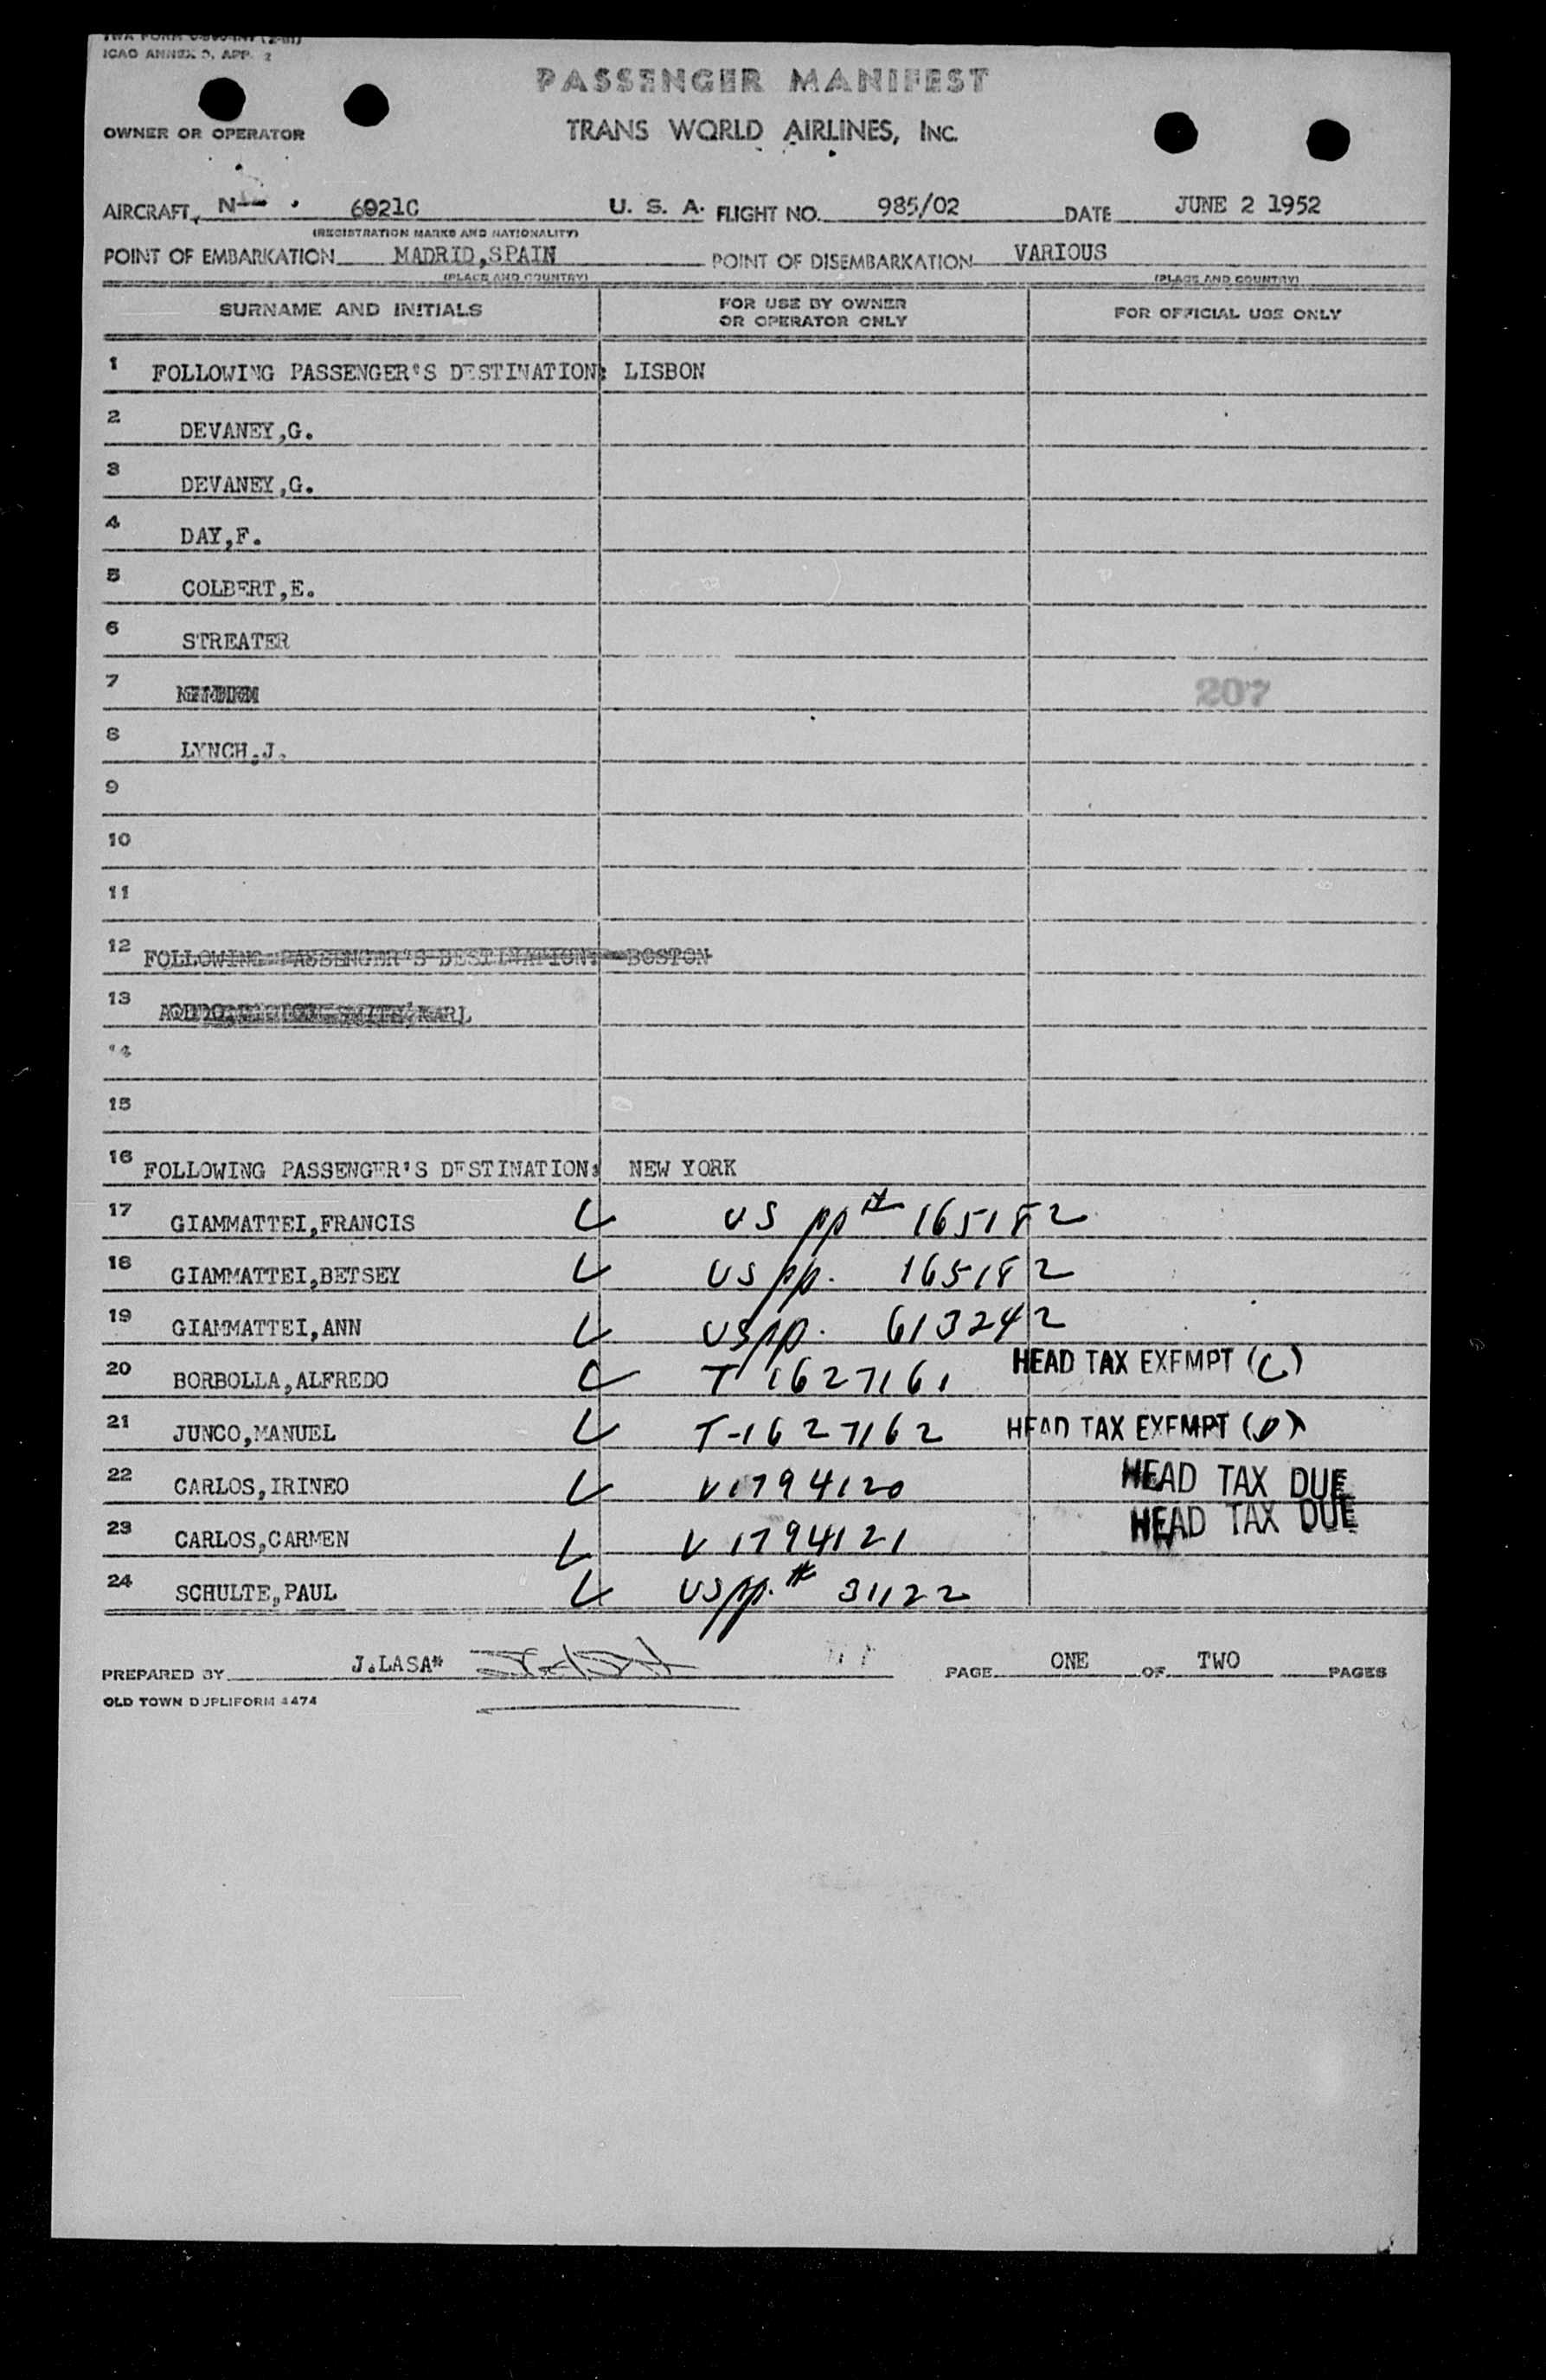 ICAO ANNEX 9, APP. 2
PASSENGER MANIFEST
OWNER OR OPERATOR TRANS WORLD AIRLINES, INC.
AIRCRAFT, N 6021C U. S. A. FLIGHT NO. 985/02 DATE JUNE 2 1952
(REGISTRATION MARKS AND NATIONALITY)
POINT OF EMBARKATION MADRID,SPAIN POINT OF DISEMBARKATION VARIOUS
(PLACE AND COUNTRY) (PLACE AND COUNTRY)
SURNAME AND INITIALS FOR USE BY OWNER OR OPERATOR ONLY FOR OFFICIAL USE ONLY
1 FOLLOWING PASSENGER'S DESTINATION: LISBON
2 DEVANEY,G.
3 DEVANEY,G.
4 DAY,F.
5 COLBERT,E.
6 STREATER
7 207
8 LYNCH,J.
9
10
11
12 FOLLOWING PASSENGER'S DESTINATION: BOSTON
13 SMITH, KARL
14
15
16 FOLLOWING PASSENGER'S DESTINATION: NEW YORK
17 GIAMMATTEI,FRANCIS US pp # 165182
18 GIAMMATTEI,BETSEY US pp. 165182
19 GIAMMATTEI,ANN US pp. 613242
20 BORBOLLA,ALFREDO T 1627161 HEAD TAX EXEMPT (C)
21 JUNCO,MANUEL T-1627162 HEAD TAX EXEMPT
22 CARLOS,IRINEO V1794120 HEAD TAX DUE
23 CARLOS,CARMEN V 1794121 HEAD TAX DUE
24 SCHULTE,PAUL US pp. # 31122
PREPARED BY J.LASA* PAGE ONE OF TWO PAGES
OLD TOWN DUPLIFORM 4474